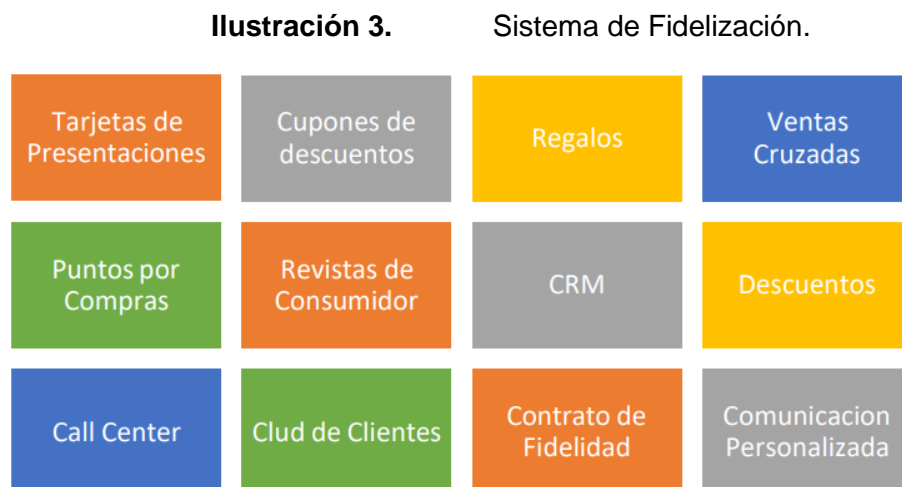 Ilustración 3. Sistema de Fidelización.
Tarjetas de
Presentaciones
Cupones de
descuentos
Regalos
Ventas
Cruzadas
Puntos por
Compras
Revistas de
Consumidor
CRM
Descuentos
Call Center
Clud de Clientes
Contrato de
Fidelidad
Comunicacion
Personalizada